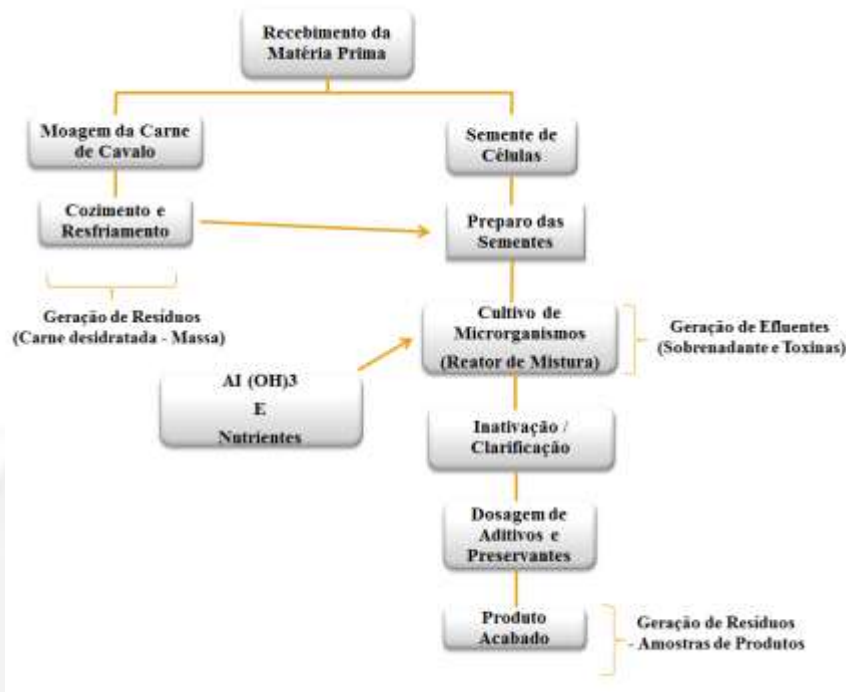 Recebimento da
Matéria Prima
Moagem da Carne
de Cavalo
Semente de
Células
Cozimento e
Resfriamento
Preparo das
Sementes
Geração de Resíduos
(Carne desidratada - Massa)
Cultivo de
Microrganismos
(Reator de Mistura)
Geração de Efluentes
(Sobrenadante e Toxinas)
Al (OH)3
E
Nutrientes
Inativação /
Clarificação
Dosagem de
Aditivos e
Preservantes
Produto
Acabado
Geração de Resíduos
- Amostras de Produtos